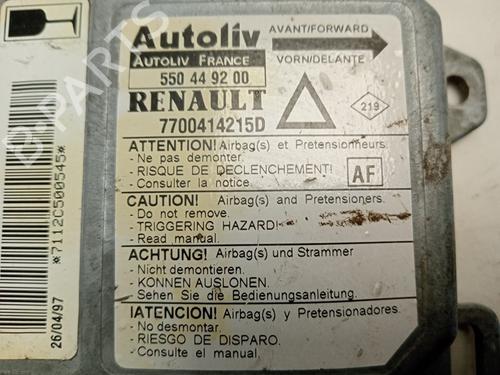 Autoliv
AVANT/FORWARD
AUTOLIV FRANCE
550 44 92 00
VORN/DELANTE
RENAULT
7700414215D
219
ATTENTION! Airbag(s) et Pretensionneurs
- Ne pas demonter.
- RISQUE DE DECLENCHEMENT!
- Consulter la notice.
AF
CAUTION! Airbag(s) and Pretensioners.
- Do not remove.
- TRIGGERING HAZARD!
- Read manual.
ACHTUNG! Airbag(s) und Strammer
- Nicht demontieren.
- KONNEN AUSLONEN.
- Sehen Sie die Bedienungsanleitung.
IATENCION! Airbag(s) y Pretensionadores.
- No desmontar.
- RIESGO DE DISPARO.
- Consulte el manual.
*7112C500545*
26/04/97
B-PARTS